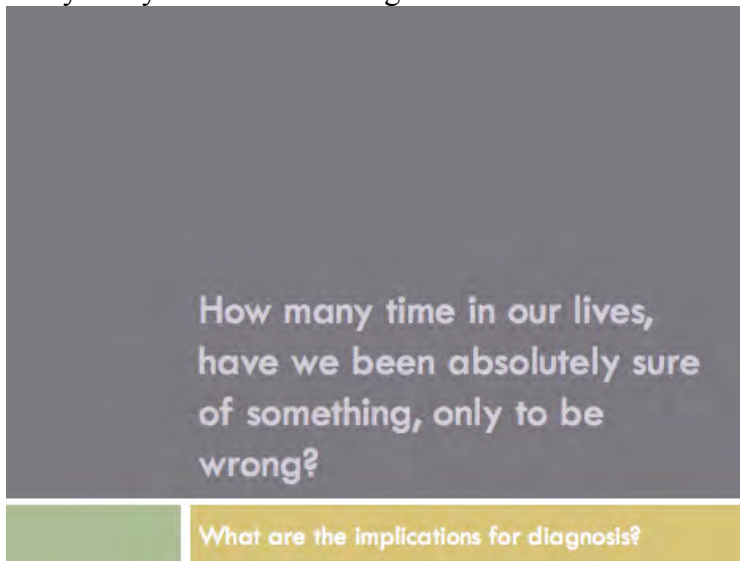 How many time in our lives,
have we been absolutely sure
of something, only to be
wrong?
What are the implications for diagnosis?